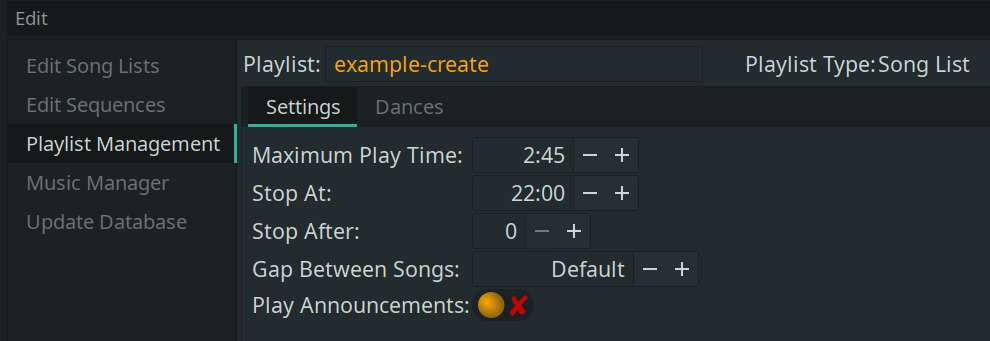 Edit
Edit Song Lists
Edit Sequences
Playlist Management
Music Manager
Update Database
Playlist: example-create Playlist Type: Song List
Settings Dances
Maximum Play Time: 2:45 − +
Stop At: 22:00 − +
Stop After: 0 − +
Gap Between Songs: Default − +
Play Announcements: